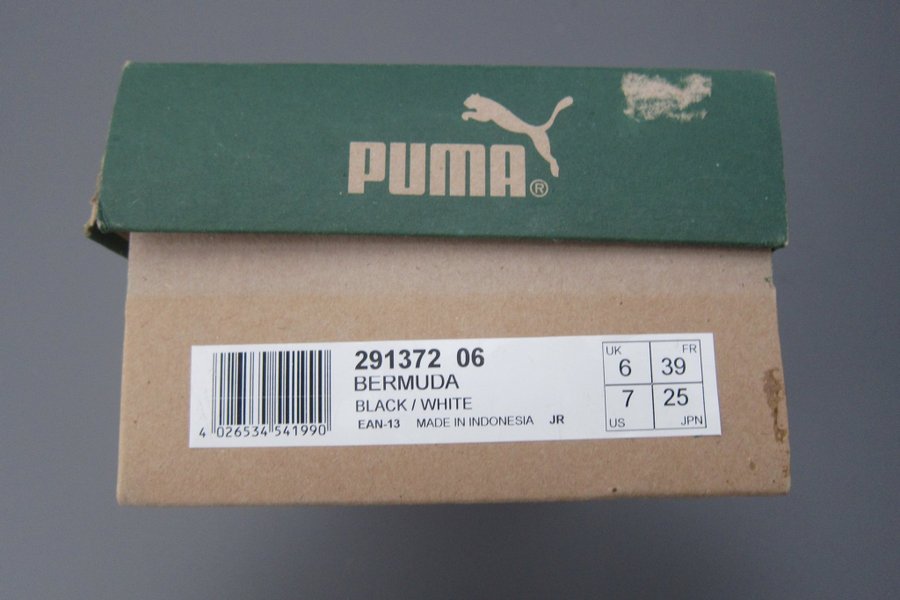 PUMA®
291372 06
BERMUDA
BLACK / WHITE
EAN-13 MADE IN INDONESIA JR
4 026534 541990
UK 6 39 FR
7 US 25 JPN